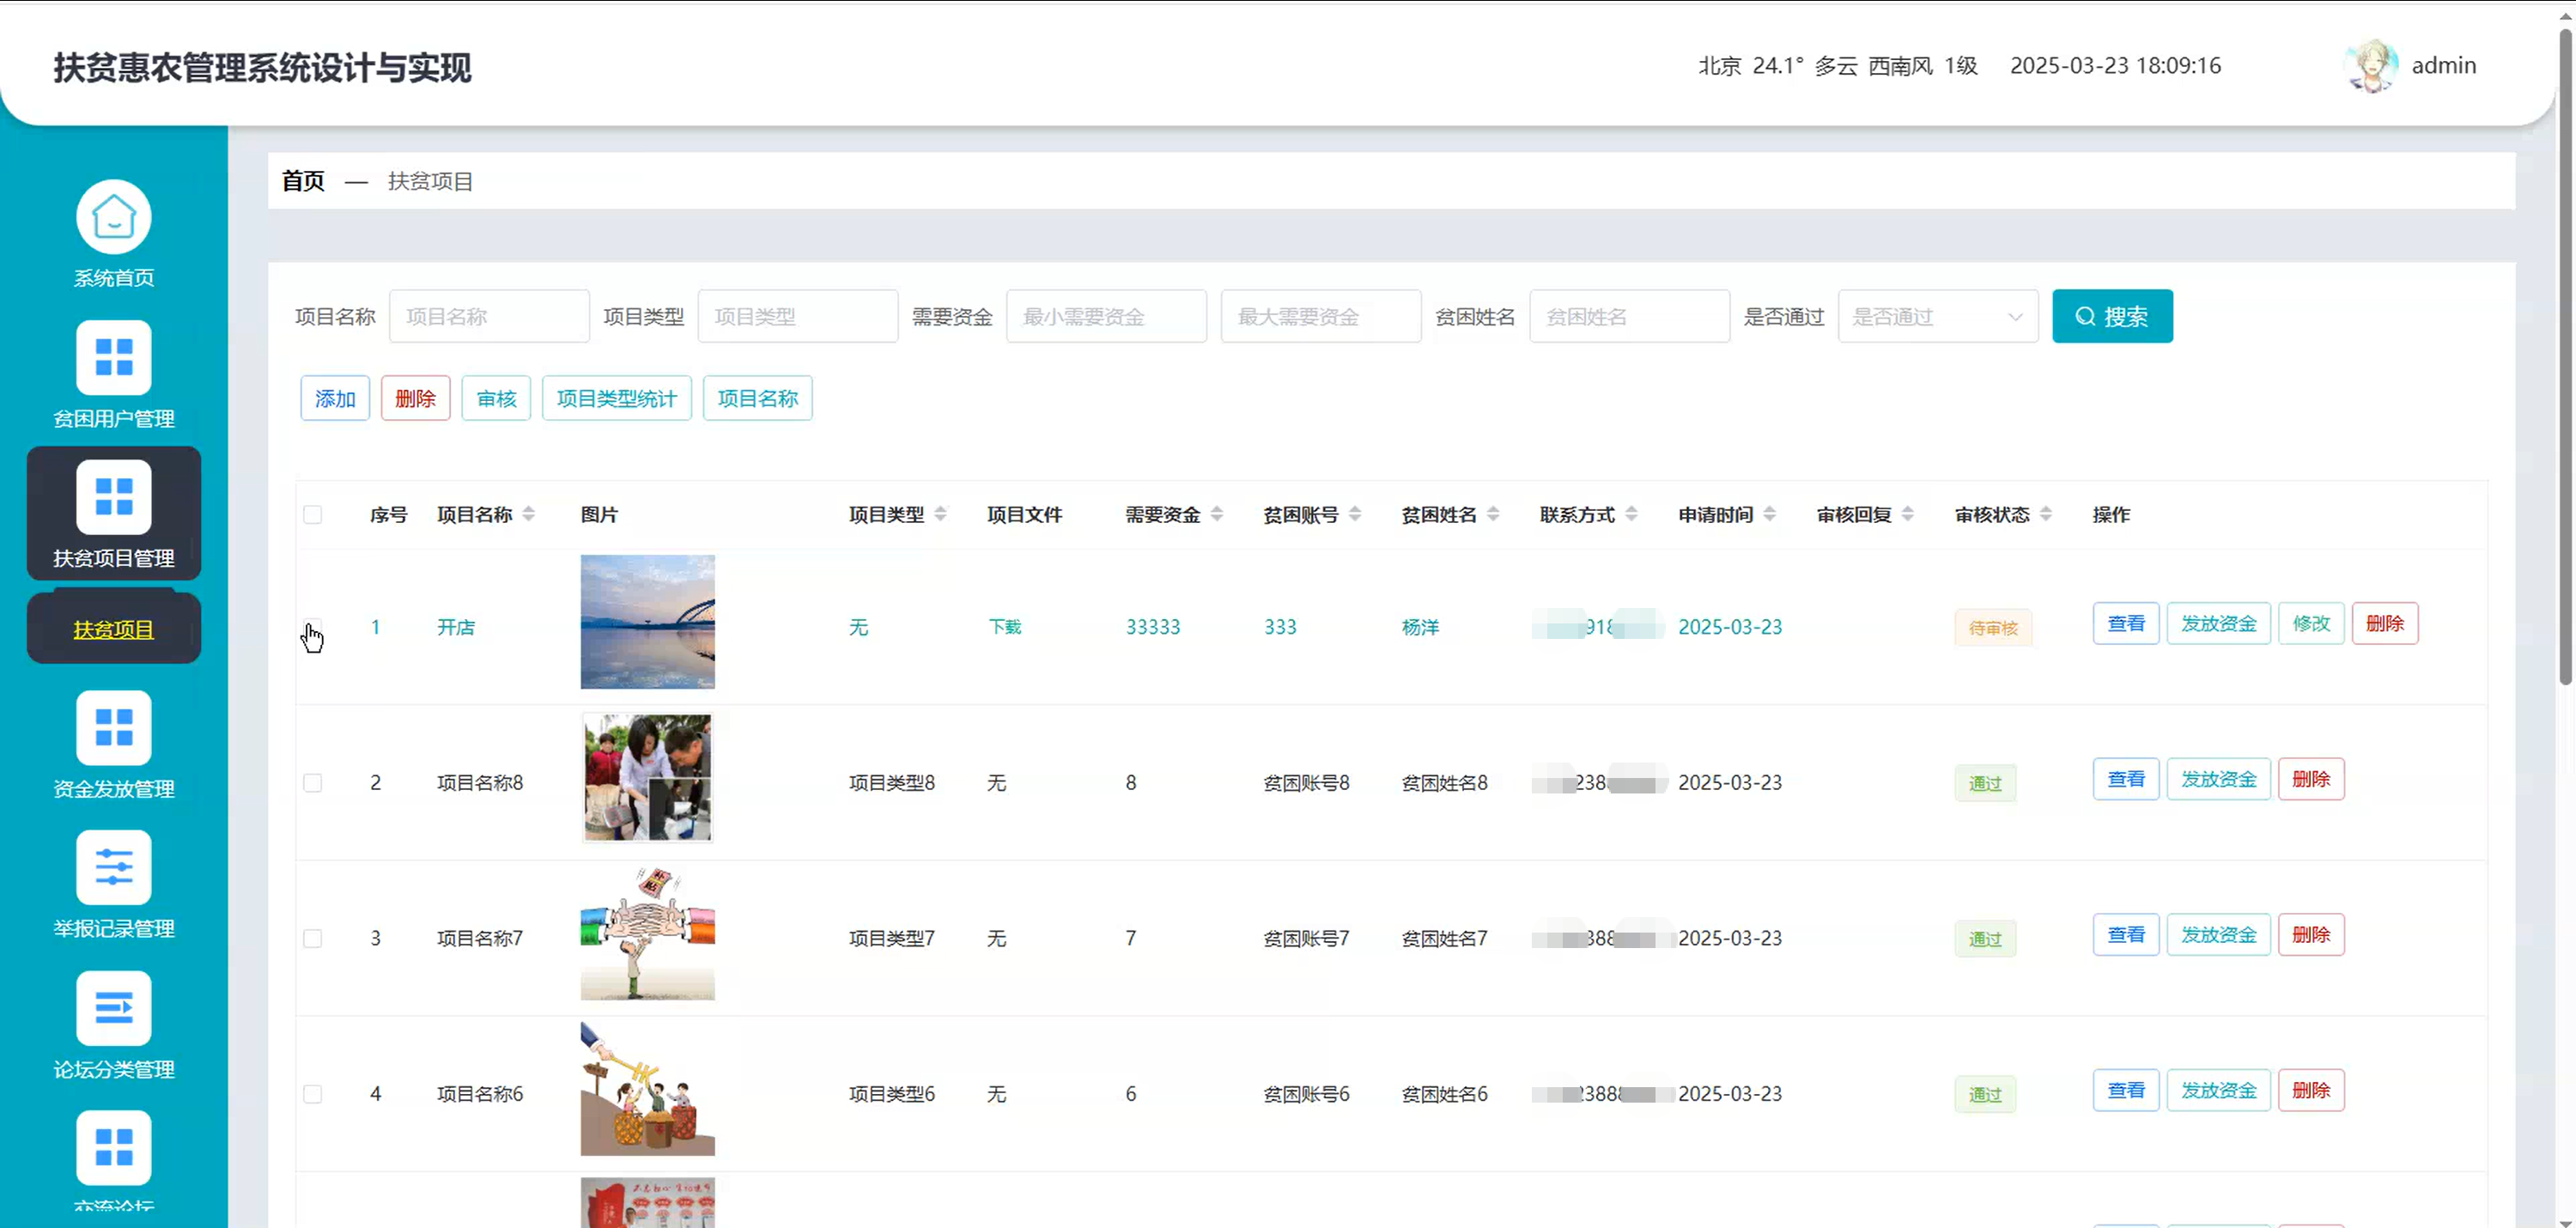 扶贫惠农管理系统设计与实现
北京 24.1° 多云 西南风 1级 2025-03-23 18:09:16 admin
首页 — 扶贫项目
系统首页
贫困用户管理
扶贫项目管理
扶贫项目
资金发放管理
举报记录管理
论坛分类管理
交流论坛
项目名称 项目名称 项目类型 项目类型 需要资金 最小需要资金 最大需要资金 贫困姓名 贫困姓名 是否通过 是否通过 搜索
添加 删除 审核 项目类型统计 项目名称
序号 项目名称 图片 项目类型 项目文件 需要资金 贫困账号 贫困姓名 联系方式 申请时间 审核回复 审核状态 操作
1 开店 无 下载 33333 333 杨洋 918 2025-03-23 待审核 查看 发放资金 修改 删除
2 项目名称8 项目类型8 无 8 贫困账号8 贫困姓名8 238 2025-03-23 通过 查看 发放资金 删除
补贴
3 项目名称7 项目类型7 无 7 贫困账号7 贫困姓名7 388 2025-03-23 通过 查看 发放资金 删除
4 项目名称6 项目类型6 无 6 贫困账号6 贫困姓名6 2388 2025-03-23 通过 查看 发放资金 删除